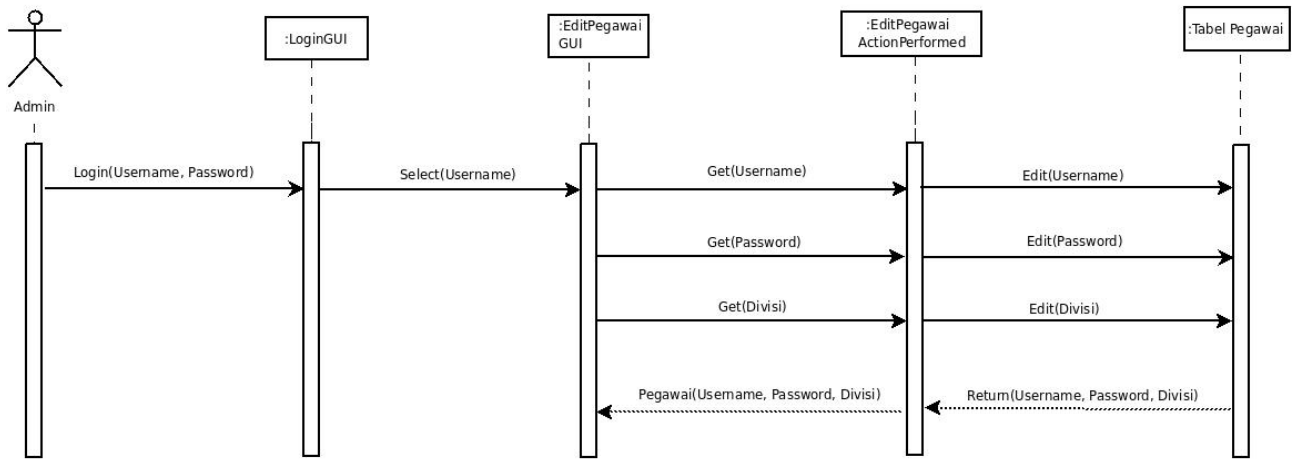 :LoginGUI
:EditPegawai
GUI
:EditPegawai
ActionPerformed
:Tabel Pegawai
Admin
Login(Username, Password)
Select(Username)
Get(Username)
Edit(Username)
Get(Password)
Edit(Password)
Get(Divisi)
Edit(Divisi)
Pegawai(Username, Password, Divisi)
Return(Username, Password, Divisi)